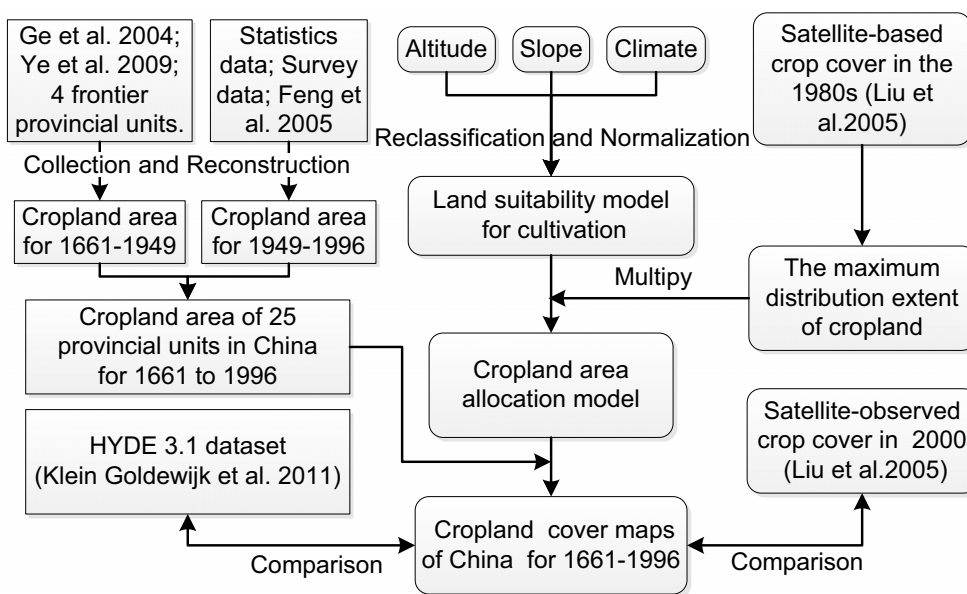 Ge et al. 2004;
Ye et al. 2009;
4 frontier
provincial units.
Statistics
data; Survey
data; Feng et
al. 2005
Collection and Reconstruction
Cropland area
for 1661-1949
Cropland area
for 1949-1996
Cropland area of 25
provincial units in China
for 1661 to 1996
HYDE 3.1 dataset
(Klein Goldewijk et al. 2011)
Comparison
Altitude
Slope
Climate
Reclassification and Normalization
Land suitability model
for cultivation
Multipy
Cropland area
allocation model
Cropland cover maps
of China for 1661-1996
Satellite-based
crop cover in the
1980s (Liu et
al.2005)
The maximum
distribution extent
of cropland
Satellite-observed
crop cover in 2000
(Liu et al.2005)
Comparison